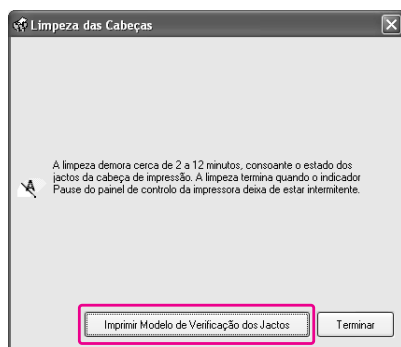 Limpeza das Cabeças
A limpeza demora cerca de 2 a 12 minutos, consoante o estado dos
jactos da cabeça de impressão. A limpeza termina quando o indicador
Pause do painel de controlo da impressora deixa de estar intermitente.
Imprimir Modelo de Verificação dos Jactos
Terminar